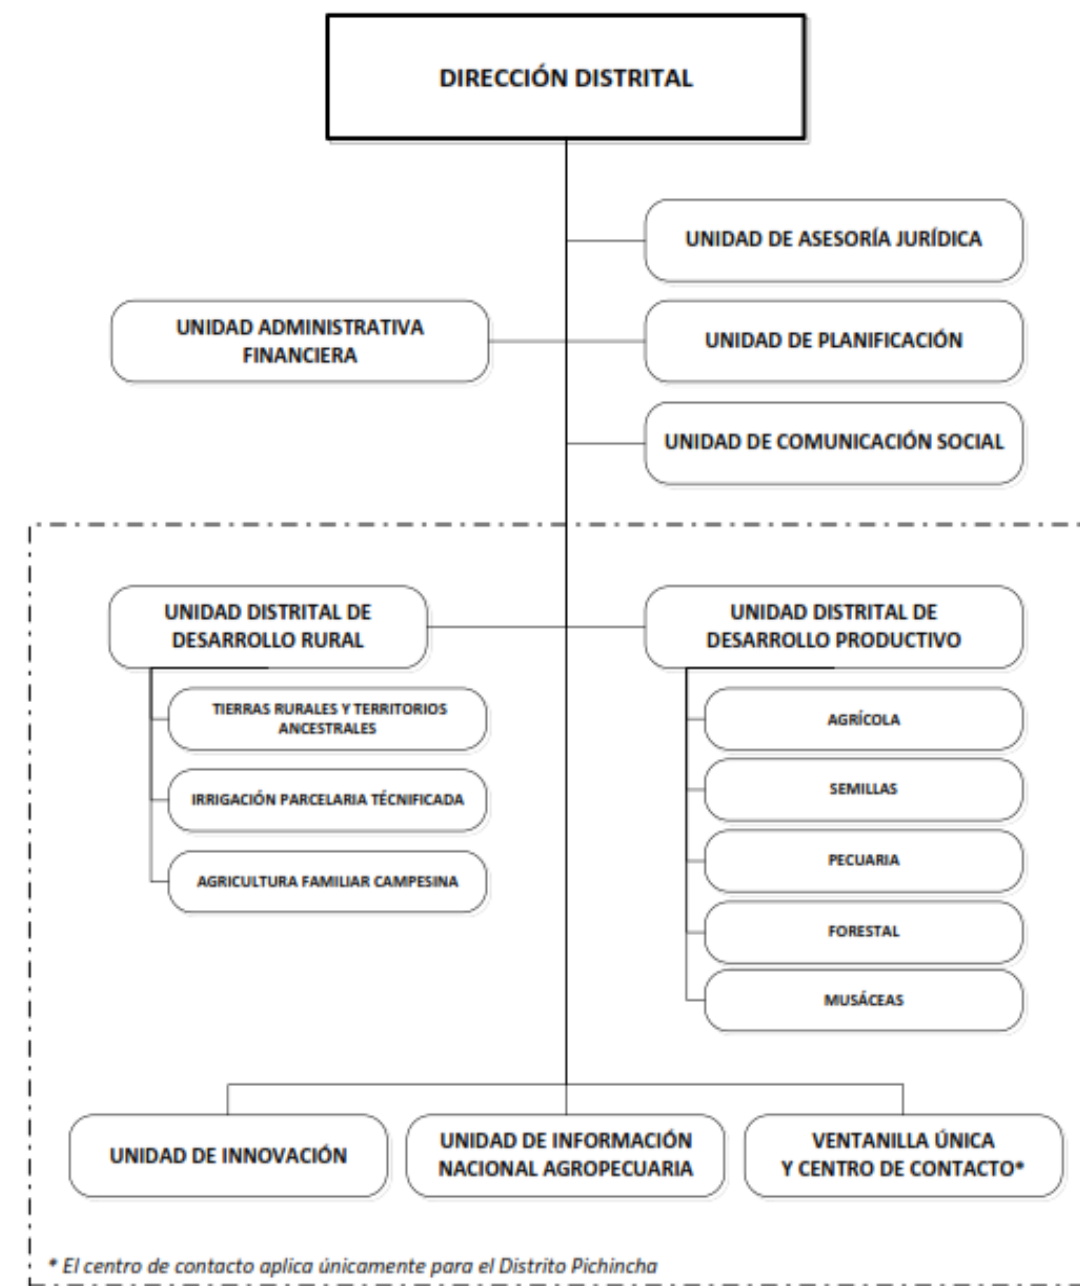 DIRECCIÓN DISTRITAL
UNIDAD DE ASESORÍA JURÍDICA
UNIDAD ADMINISTRATIVA
FINANCIERA
UNIDAD DE PLANIFICACIÓN
UNIDAD DE COMUNICACIÓN SOCIAL
UNIDAD DISTRITAL DE
DESARROLLO RURAL
TIERRAS RURALES Y TERRITORIOS
ANCESTRALES
IRRIGACIÓN PARCELARIA TÉCNIFICADA
AGRICULTURA FAMILIAR CAMPESINA
UNIDAD DISTRITAL DE
DESARROLLO PRODUCTIVO
AGRÍCOLA
SEMILLAS
PECUARIA
FORESTAL
MUSÁCEAS
UNIDAD DE INNOVACIÓN
UNIDAD DE INFORMACIÓN
NACIONAL AGROPECUARIA
VENTANILLA ÚNICA
Y CENTRO DE CONTACTO*
* El centro de contacto aplica únicamente para el Distrito Pichincha